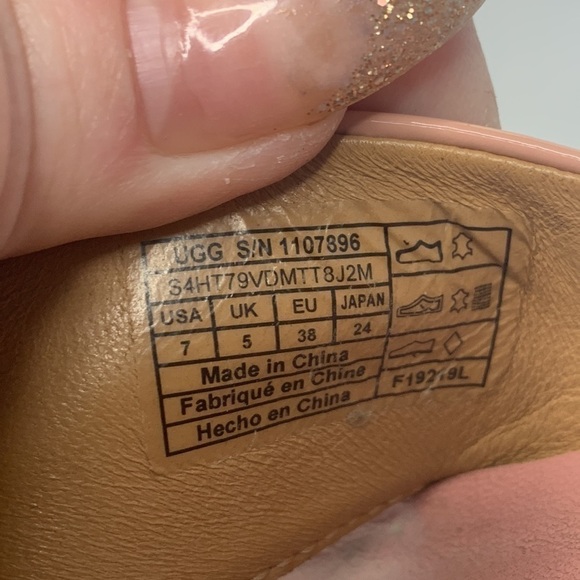 UGG S/N 1107896
S4HT79VDMTT8J2M
USA UK EU JAPAN
7 5 38 24
Made in China
Fabriqué en Chine
Hecho en China
F19219L